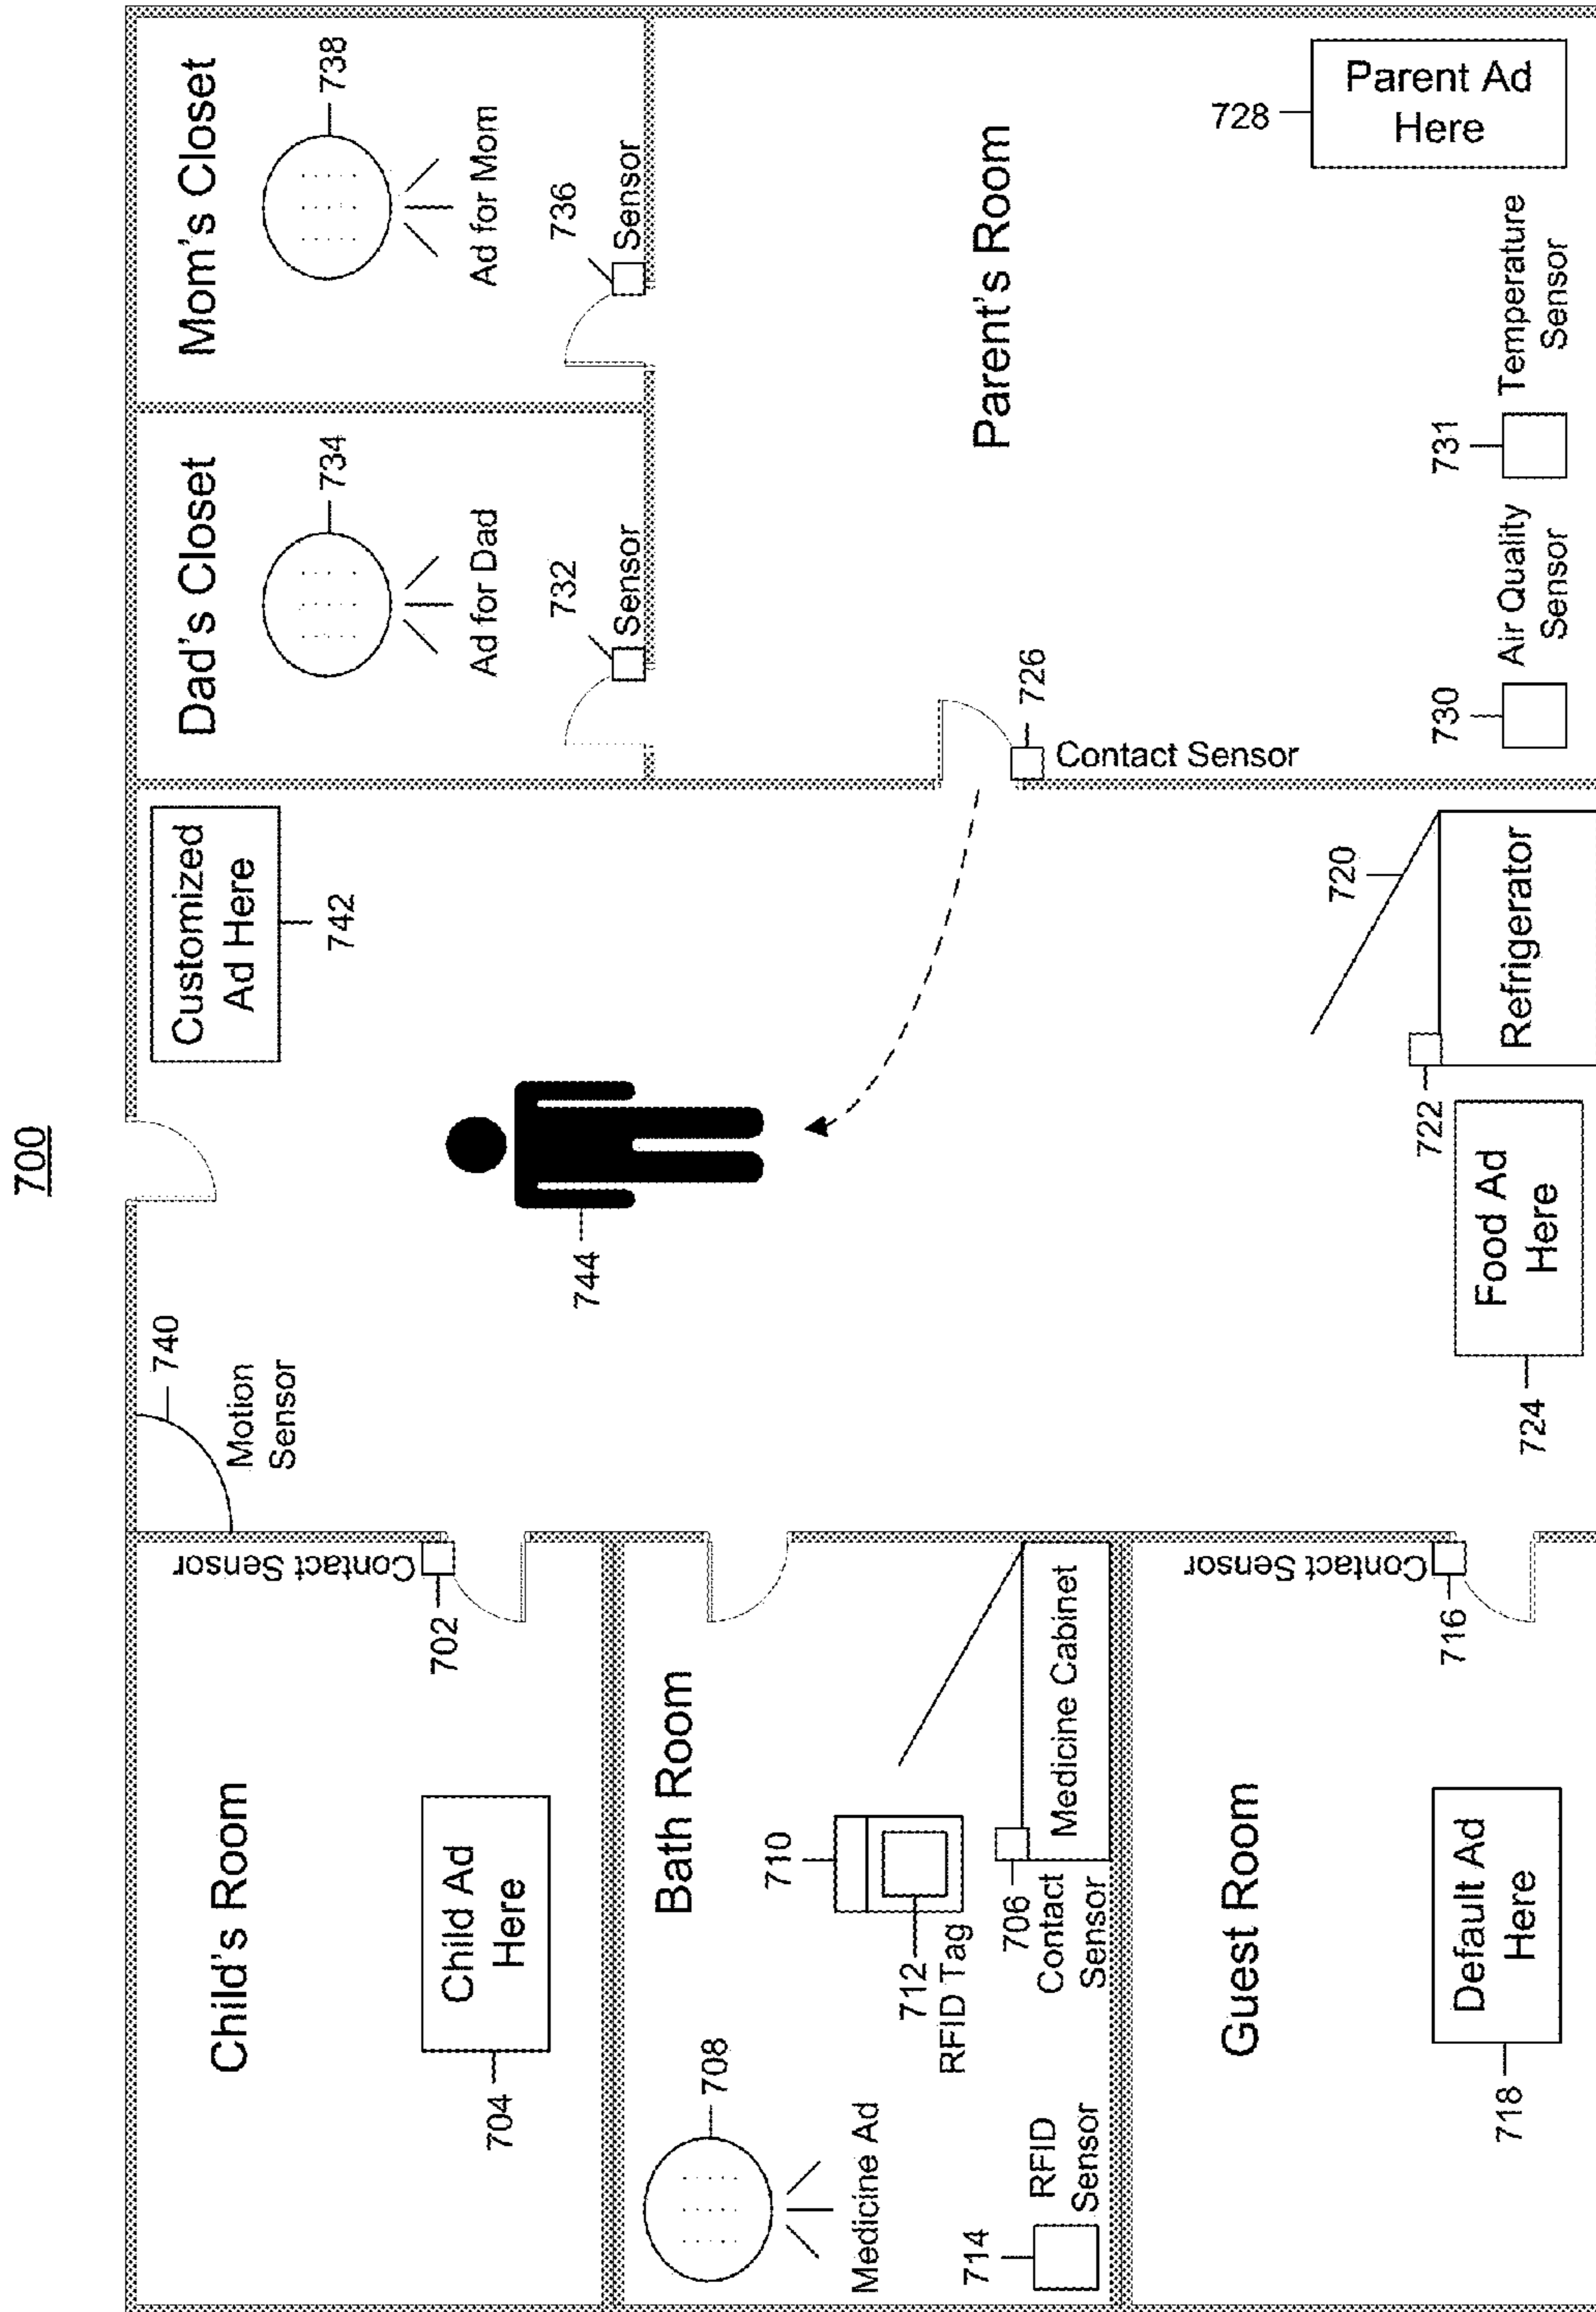 700
Child's Room
Child Ad
Here
704
702
Contact Sensor
740
Motion
Sensor
744
Customized
Ad Here
742
Dad's Closet
734
Ad for Dad
732
Sensor
Mom's Closet
738
Ad for Mom
736
Sensor
Bath Room
708
Medicine Ad
714
RFID
Sensor
710
712
RFID Tag
706
Contact
Sensor
Medicine Cabinet
Guest Room
Default Ad
Here
718
716
Contact Sensor
724
Food Ad
Here
722
720
Refrigerator
726
Contact Sensor
Parent's Room
728
Parent Ad
Here
730
Air Quality
Sensor
731
Temperature
Sensor